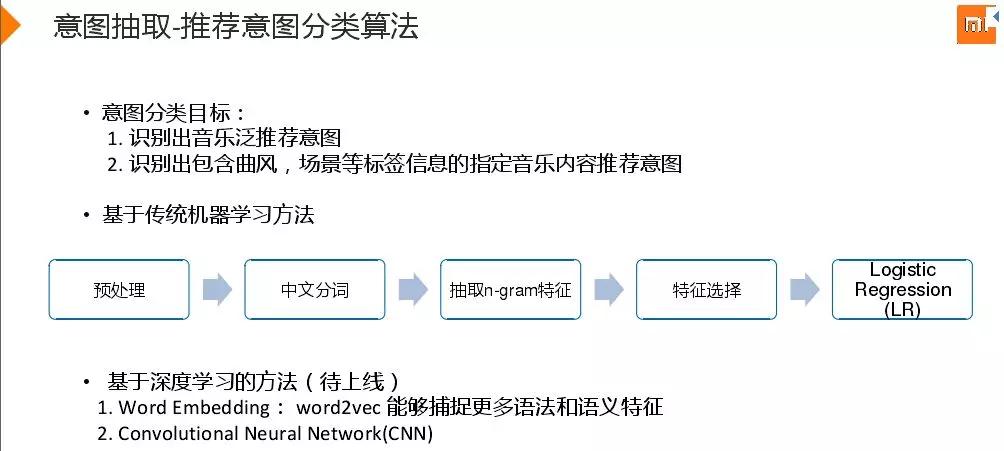 意图抽取-推荐意图分类算法
mi
• 意图分类目标：
1. 识别出音乐泛推荐意图
2. 识别出包含曲风，场景等标签信息的指定音乐内容推荐意图
• 基于传统机器学习方法
预处理
中文分词
抽取n-gram特征
特征选择
Logistic
Regression
(LR)
• 基于深度学习的方法（待上线）
1. Word Embedding： word2vec 能够捕捉更多语法和语义特征
2. Convolutional Neural Network(CNN)